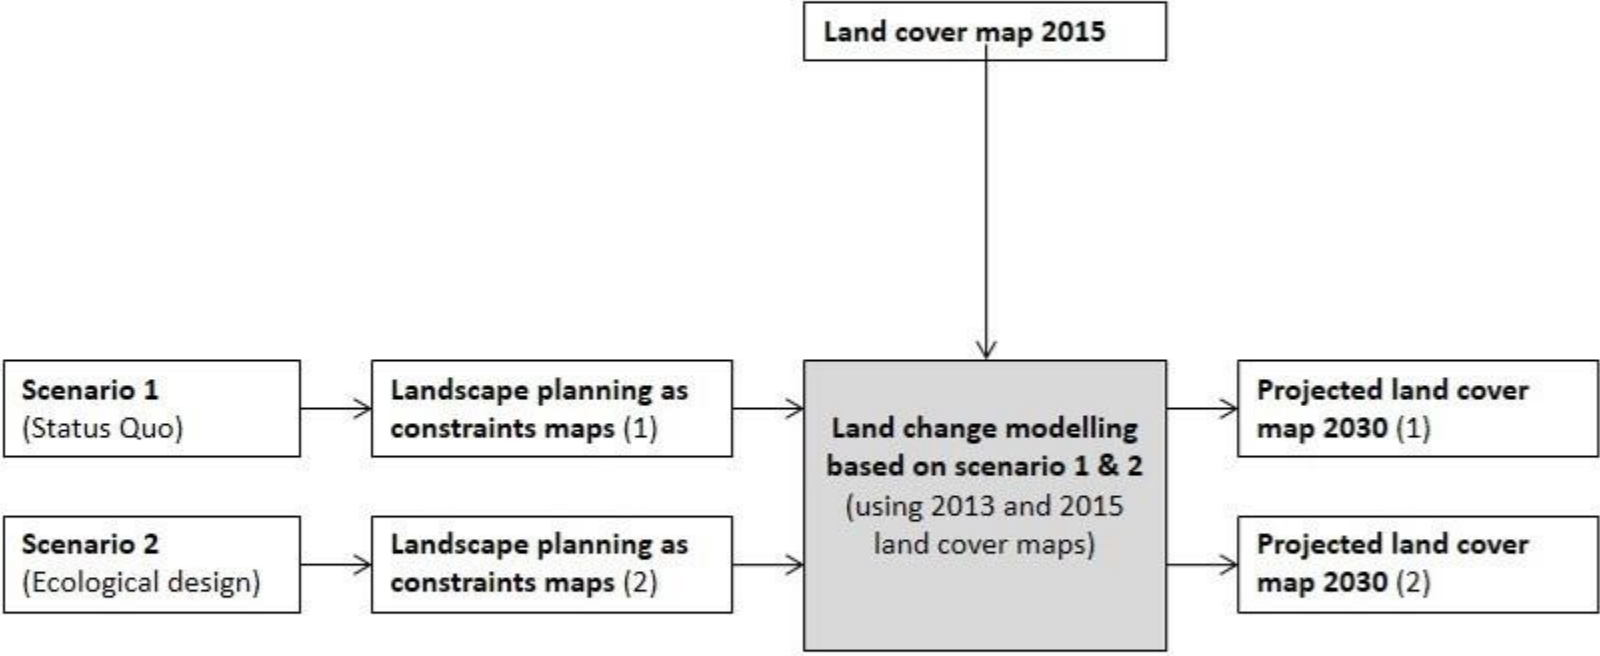 Land cover map 2015
Scenario 1
(Status Quo)
Landscape planning as
constraints maps (1)
Land change modelling
based on scenario 1 & 2
(using 2013 and 2015
land cover maps)
Projected land cover
map 2030 (1)
Scenario 2
(Ecological design)
Landscape planning as
constraints maps (2)
Projected land cover
map 2030 (2)